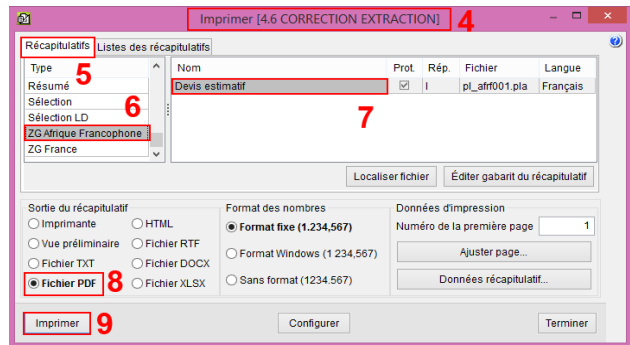 Imprimer [4.6 CORRECTION EXTRACTION] 4
Récapitulatifs Listes des récapitulatifs
5
Type
Résumé
Sélection
Sélection LD
ZG Afrique Francophone
ZG France
6
Nom Prot. Rép. Fichier Langue
Devis estimatif I pl_afrf001.pla Français
7
Localiser fichier Éditer gabarit du récapitulatif
Sortie du récapitulatif
Imprimante HTML
Vue préliminaire Fichier RTF
Fichier TXT Fichier DOCX
Fichier PDF 8 Fichier XLSX
Format des nombres
Format fixe (1.234,567)
Format Windows (1 234,567)
Sans format (1234.567)
Données d'impression
Numéro de la première page 1
Ajuster page...
Données récapitulatif...
Imprimer 9 Configurer Terminer